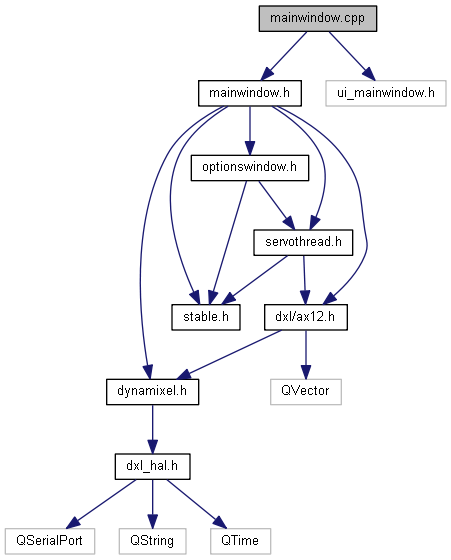 mainwindow.cpp
mainwindow.h
ui_mainwindow.h
optionswindow.h
servothread.h
stable.h
dxl/ax12.h
dynamixel.h
QVector
dxl_hal.h
QSerialPort
QString
QTime